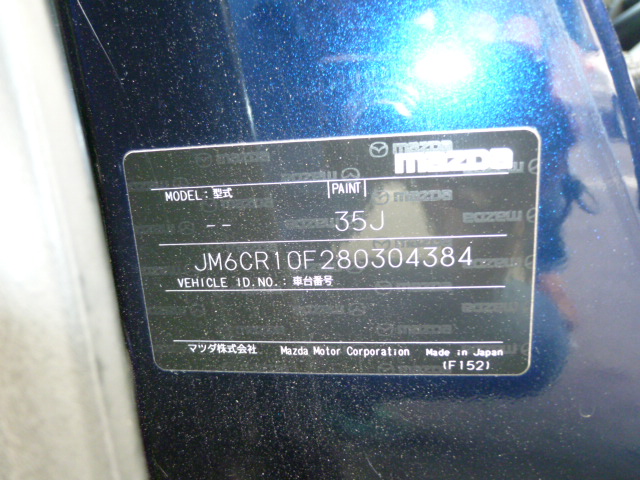 mazda
mazda
MODEL: 型式
PAINT
-- 35J
JM6CR10F280304384
VEHICLE ID.NO.: 車台番号
マツダ株式会社 Mazda Motor Corporation Made in Japan
(F152)